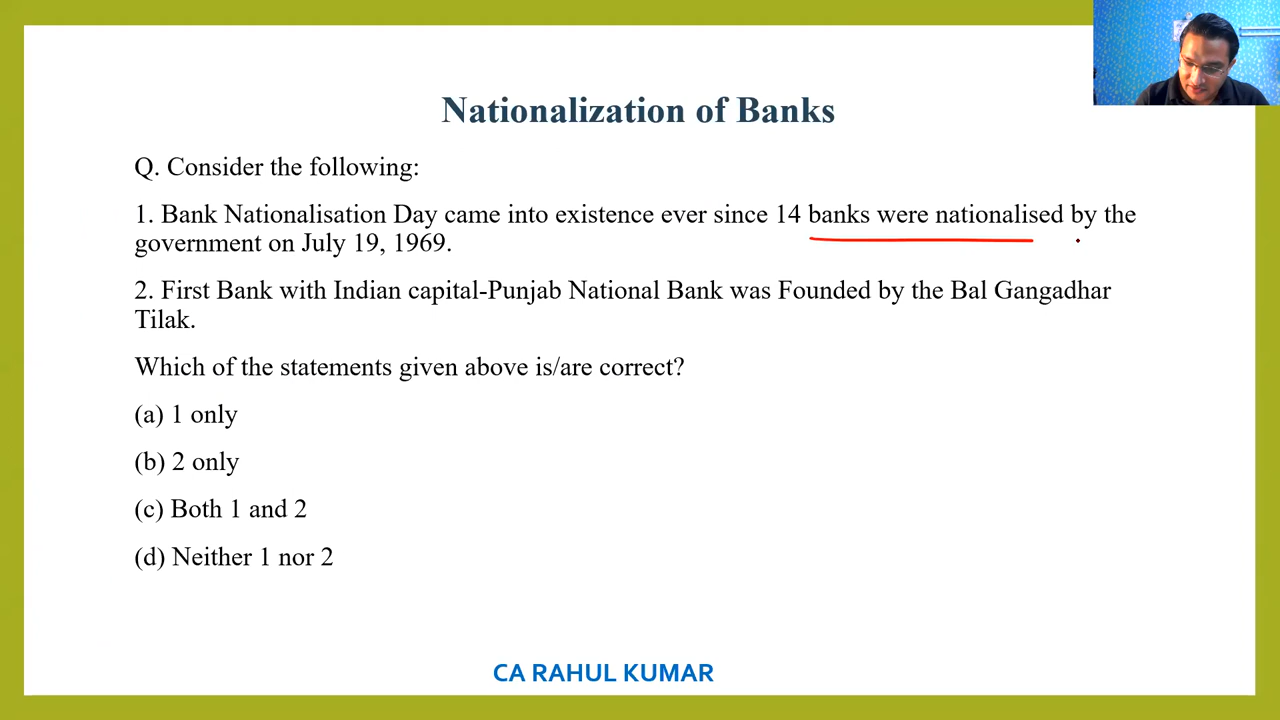 Nationalization of Banks
Q. Consider the following:
1. Bank Nationalisation Day came into existence ever since 14 banks were nationalised by the
government on July 19, 1969.
2. First Bank with Indian capital-Punjab National Bank was Founded by the Bal Gangadhar
Tilak.
Which of the statements given above is/are correct?
(a) 1 only
(b) 2 only
(c) Both 1 and 2
(d) Neither 1 nor 2
CA RAHUL KUMAR